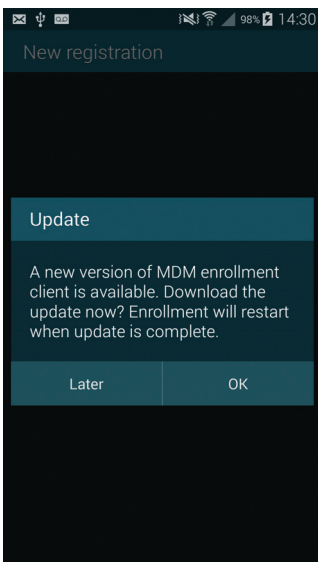 98% 14:30
New registration
Update
A new version of MDM enrollment
client is available. Download the
update now? Enrollment will restart
when update is complete.
Later OK